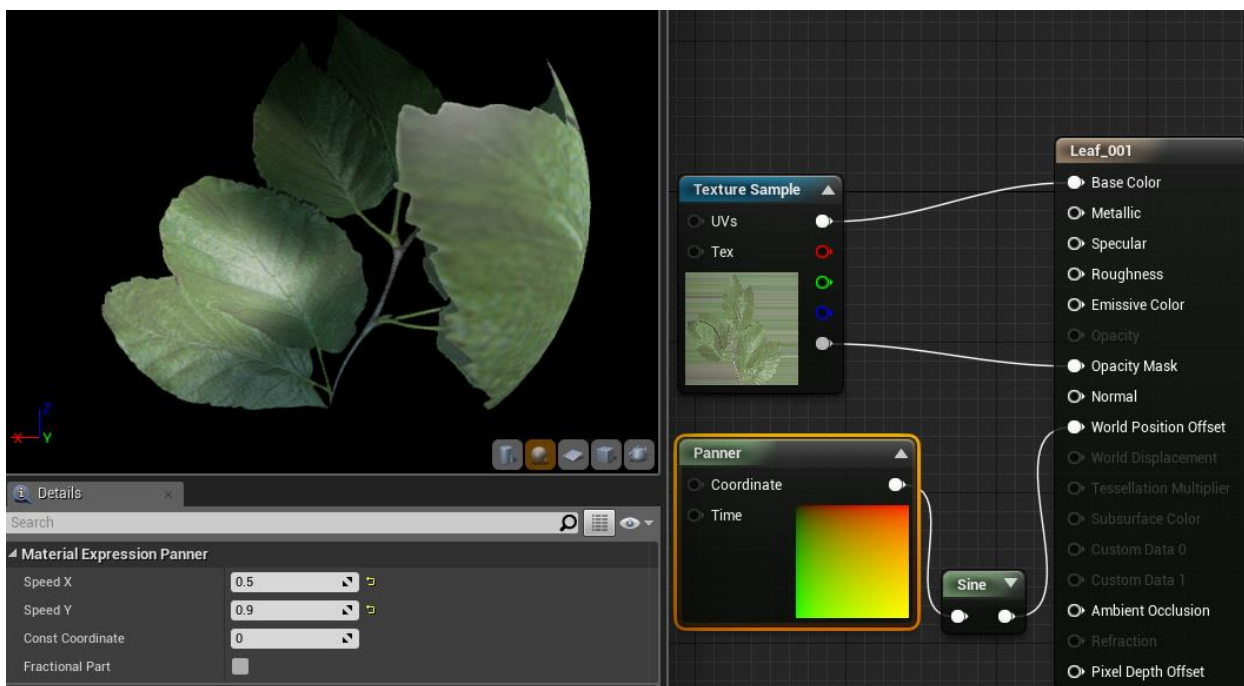 Z
X
Y
Details
Search
Material Expression Panner
Speed X 0.5
Speed Y 0.9
Const Coordinate 0
Fractional Part
Texture Sample
UVs
Tex
Panner
Coordinate
Time
Sine
Leaf_001
Base Color
Metallic
Specular
Roughness
Emissive Color
Opacity
Opacity Mask
Normal
World Position Offset
World Displacement
Tessellation Multiplier
Subsurface Color
Custom Data 0
Custom Data 1
Ambient Occlusion
Refraction
Pixel Depth Offset